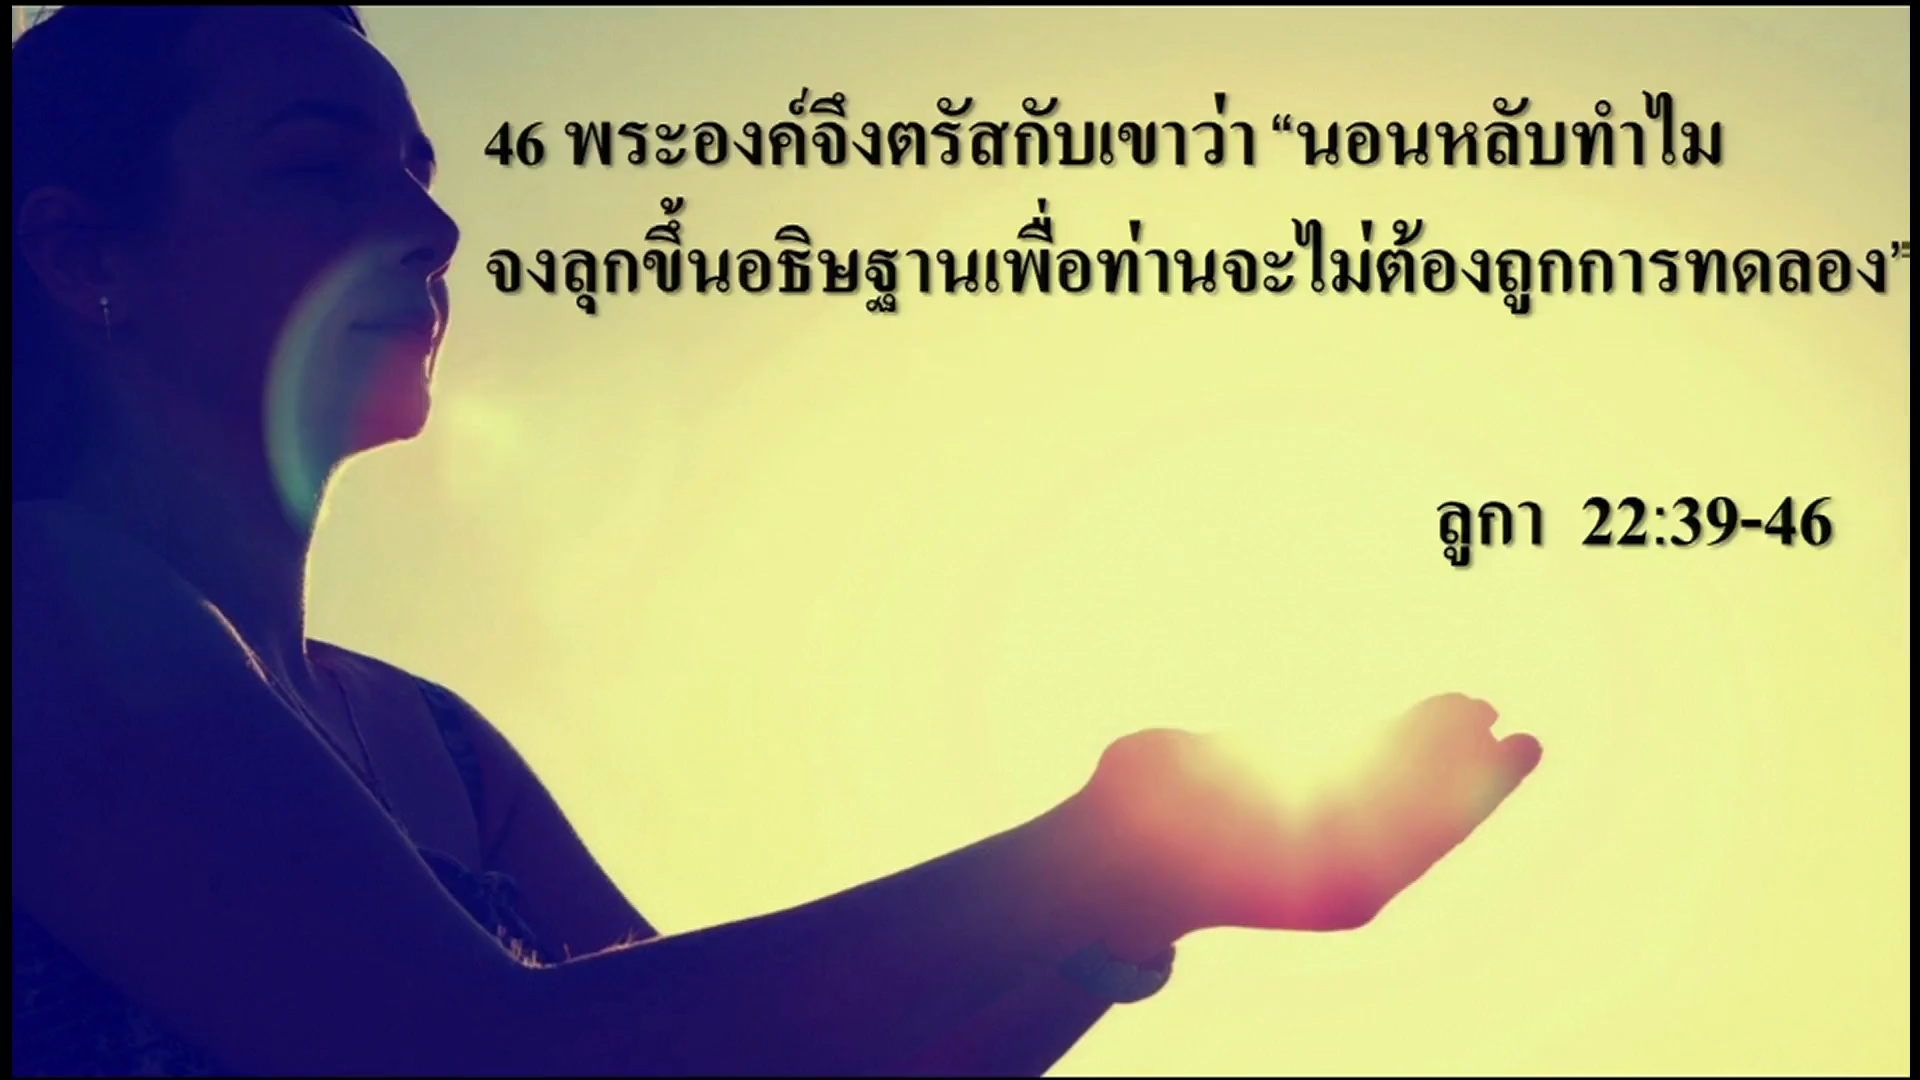 46 พระองค์จึงตรัสกับเขาว่า “นอนหลับทำไม
จงลุกขึ้นอธิษฐานเพื่อท่านจะไม่ต้องถูกการทดลอง”
ลูกา 22:39-46